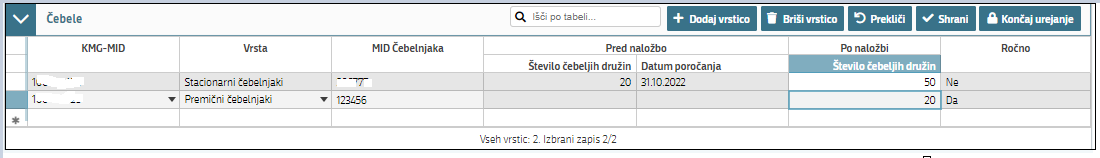 Čebele Išči po tabeli... Dodaj vrstico Briši vrstico Prekliči Shrani Končaj urejanje
KMG-MID Vrsta MID Čebelnjaka Pred naložbo Po naložbi Ročno
Število čebeljih družin Datum poročanja Število čebeljih družin
Stacionarni čebelnjaki 20 31.10.2022 50 Ne
Premični čebelnjaki 123456 20 Da
Vseh vrstic: 2. Izbrani zapis 2/2